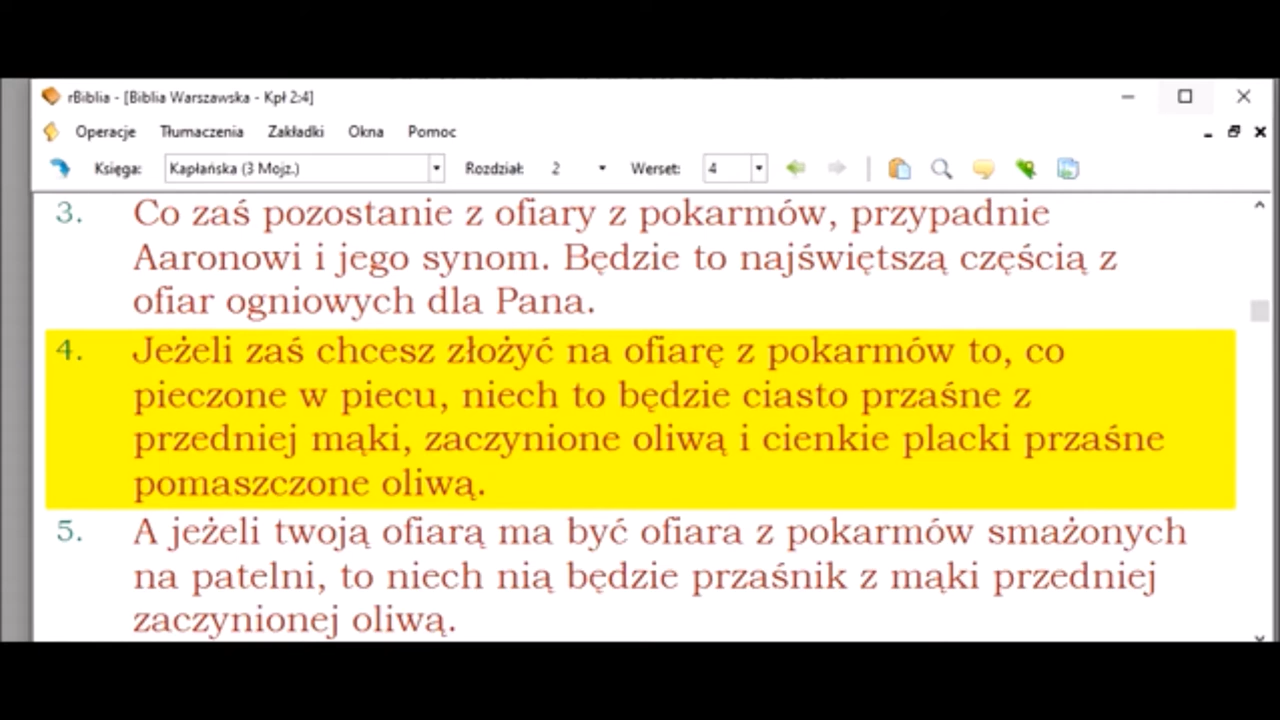 rBiblia - [Biblia Warszawska - Kpł 2:4]
Operacje Tłumaczenia Zakładki Okna Pomoc
Księga: Kapłańska (3 Mojż.) Rozdział: 2 Werset: 4
3. Co zaś pozostanie z ofiary z pokarmów, przypadnie
Aaronowi i jego synom. Będzie to najświętszą częścią z
ofiar ogniowych dla Pana.
4. Jeżeli zaś chcesz złożyć na ofiarę z pokarmów to, co
pieczone w piecu, niech to będzie ciasto przaśne z
przedniej mąki, zaczynione oliwą i cienkie placki przaśne
pomaszczone oliwą.
5. A jeżeli twoją ofiarą ma być ofiara z pokarmów smażonych
na patelni, to niech nią będzie przaśnik z mąki przedniej
zaczynionej oliwą.